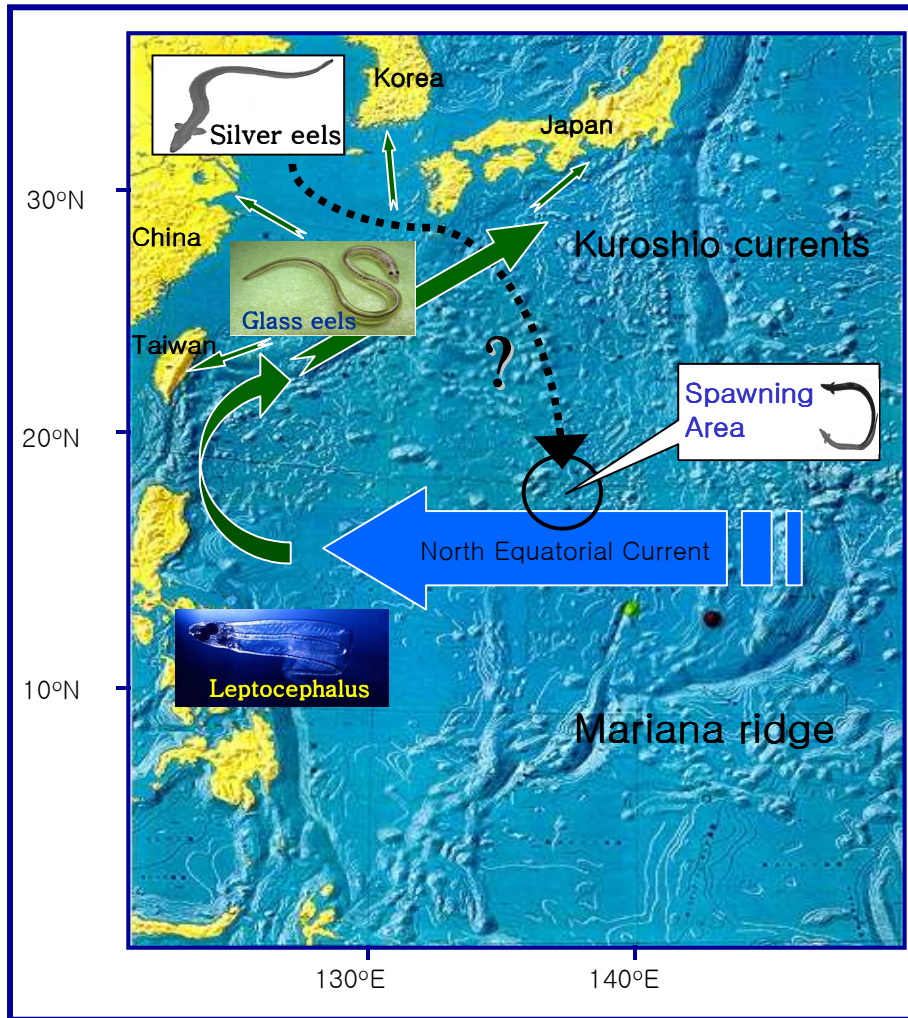 Korea
Silver eels
Japan
30°N
China
Kuroshio currents
Glass eels
Taiwan
?
Spawning
Area
20°N
North Equatorial Current
Leptocephalus
10°N
Mariana ridge
130°E
140°E